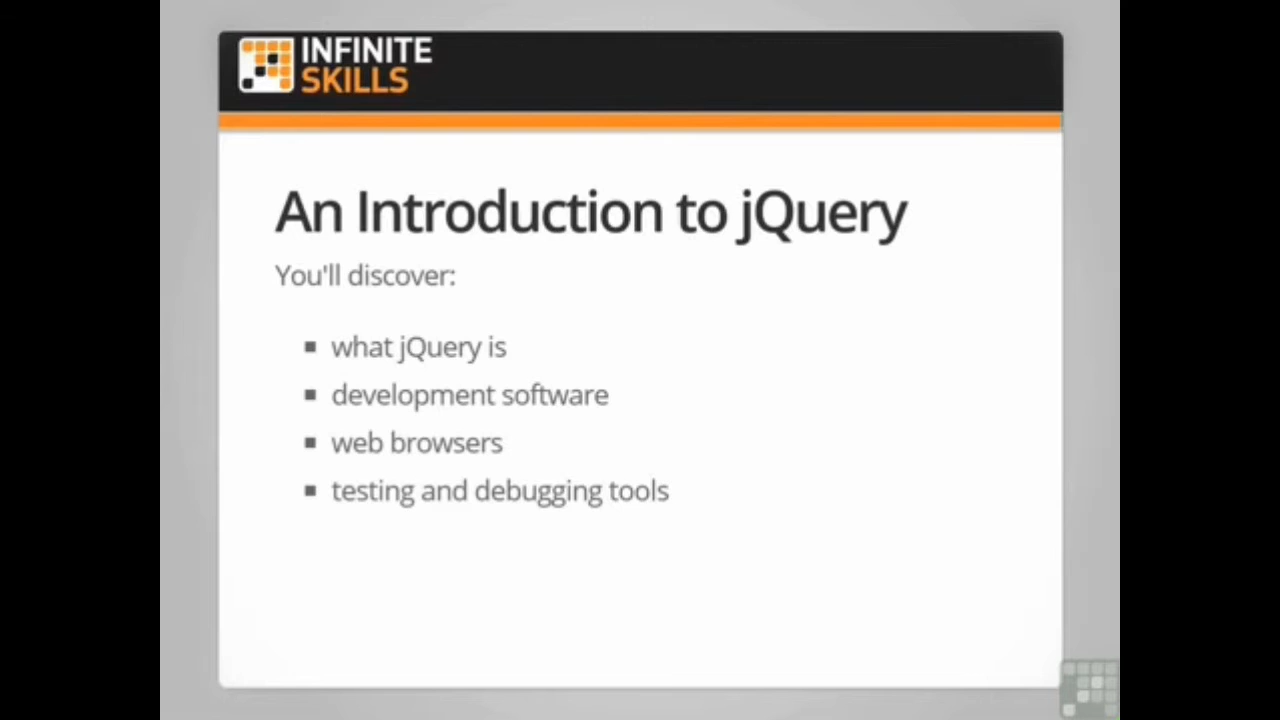 INFINITE
SKILLS
An Introduction to jQuery
You'll discover:
what jQuery is
development software
web browsers
testing and debugging tools